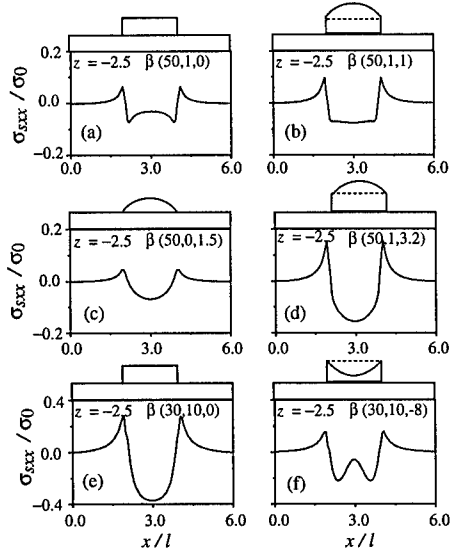 0.2
z = −2.5 β (50,1,0)
z = −2.5 β (50,1,1)
σsxx / σ0
0.0
(a)
(b)
−0.2
0.0 3.0 6.0
0.0 3.0 6.0
0.2
z = −2.5 β (50,0,1.5)
z = −2.5 β (50,1,3.2)
σsxx / σ0
0.0
(c)
(d)
−0.2
0.0 3.0 6.0
0.0 3.0 6.0
0.4
z = −2.5 β (30,10,0)
z = −2.5 β (30,10,-8)
σsxx / σ0
0.0
(e)
(f)
−0.4
0.0 3.0 6.0
0.0 3.0 6.0
x / l
x / l